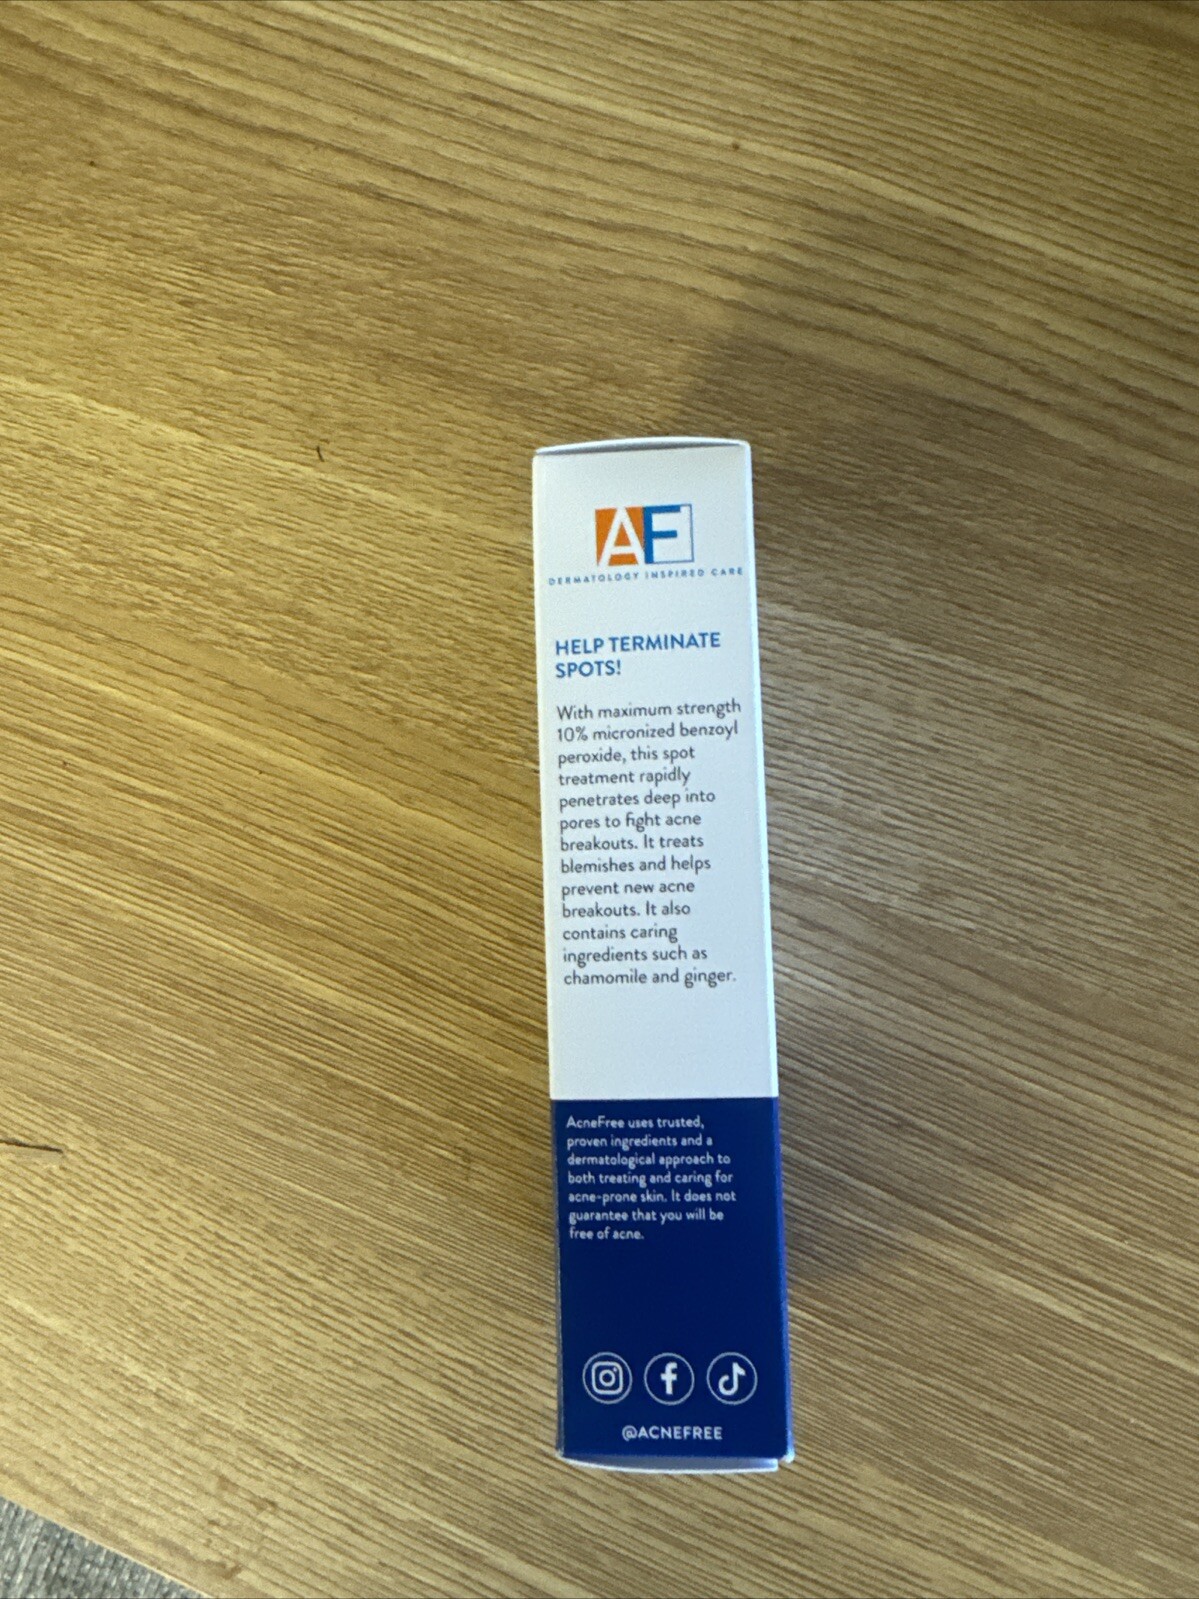 AF
DERMATOLOGY INSPIRED CARE
HELP TERMINATE
SPOTS!
With maximum strength
10% micronized benzoyl
peroxide, this spot
treatment rapidly
penetrates deep into
pores to fight acne
breakouts. It treats
blemishes and helps
prevent new acne
breakouts. It also
contains caring
ingredients such as
chamomile and ginger.
AcneFree uses trusted,
proven ingredients and a
dermatological approach to
both treating and caring for
acne-prone skin. It does not
guarantee that you will be
free of acne.
@ACNEFREE